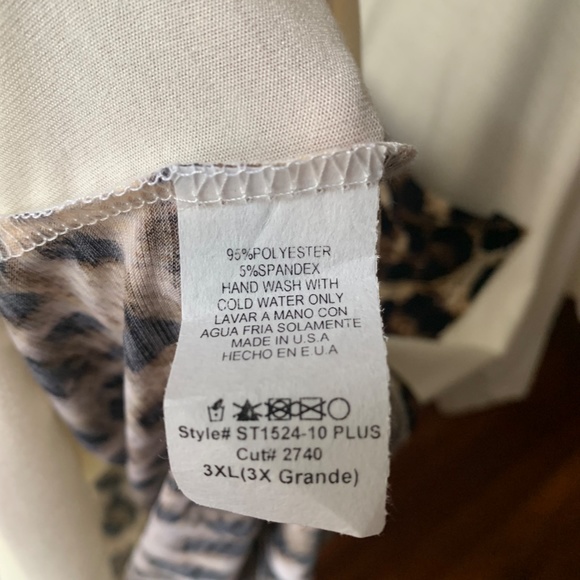 95%POLYESTER
5%SPANDEX
HAND WASH WITH
COLD WATER ONLY
LAVAR A MANO CON
AGUA FRIA SOLAMENTE
MADE IN U.S.A
HECHO EN E.U.A
Style# ST1524-10 PLUS
Cut# 2740
3XL(3X Grande)